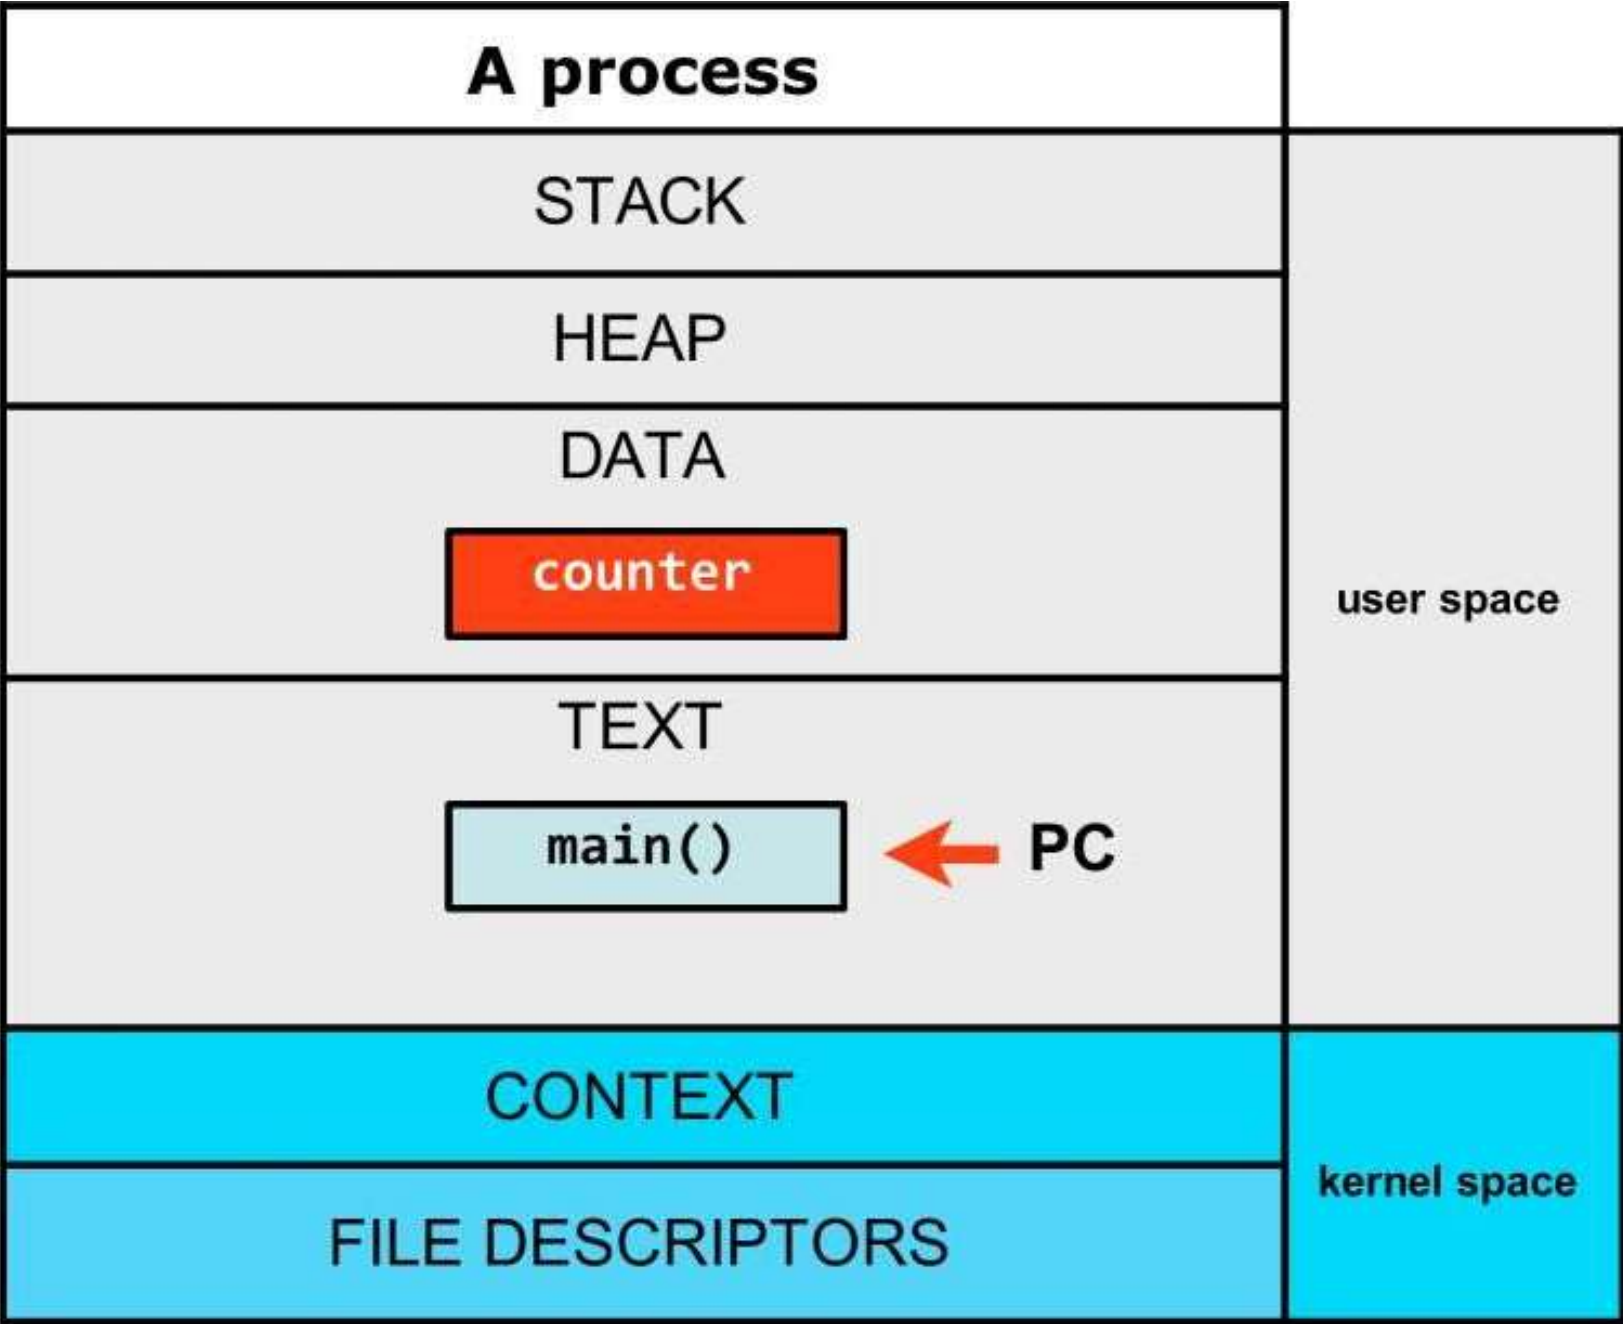 A process
STACK
HEAP
DATA
counter
user space
TEXT
main()
PC
CONTEXT
kernel space
FILE DESCRIPTORS